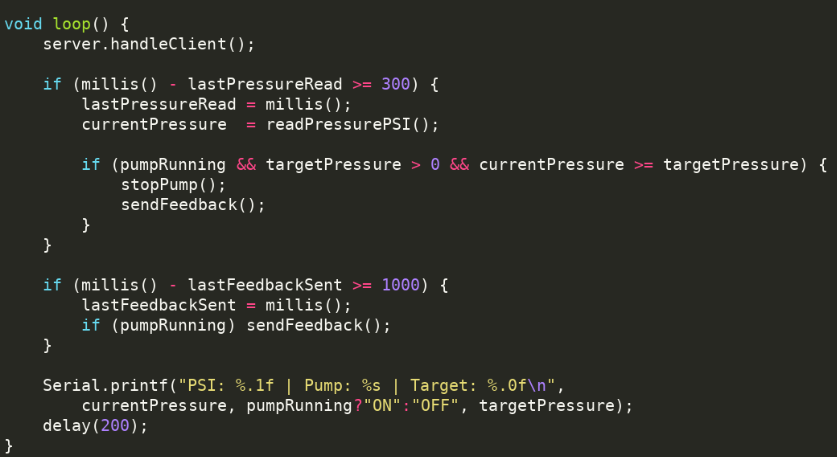 void loop() {
    server.handleClient();

    if (millis() - lastPressureRead >= 300) {
        lastPressureRead = millis();
        currentPressure  = readPressurePSI();

        if (pumpRunning && targetPressure > 0 && currentPressure >= targetPressure) {
            stopPump();
            sendFeedback();
        }
    }

    if (millis() - lastFeedbackSent >= 1000) {
        lastFeedbackSent = millis();
        if (pumpRunning) sendFeedback();
    }

    Serial.printf("PSI: %.1f | Pump: %s | Target: %.0f\n",
        currentPressure, pumpRunning?"ON":"OFF", targetPressure);
    delay(200);
}